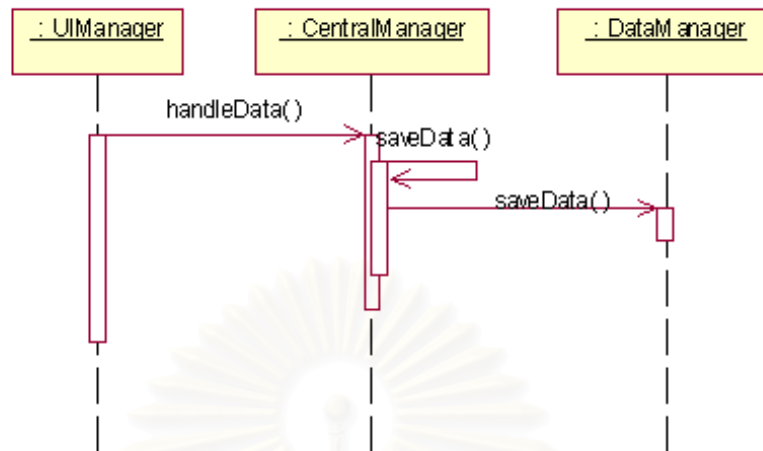 : UIManager
: CentralManager
: DataManager
handleData()
saveData()
saveData()